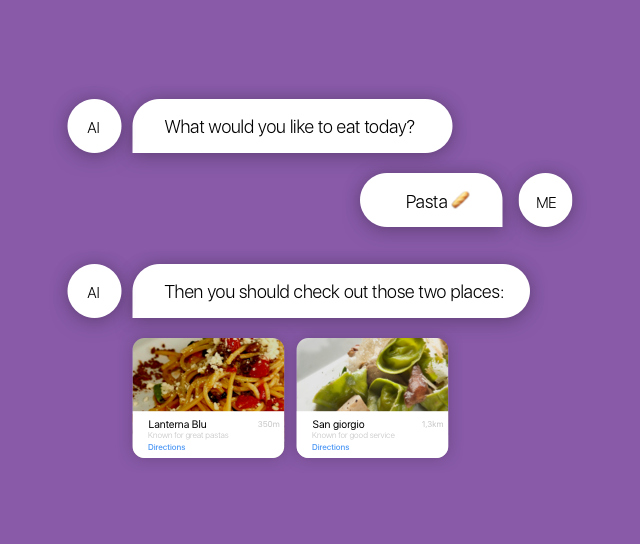 AI
What would you like to eat today?
Pasta 🥖
ME
AI
Then you should check out those two places:
Lanterna Blu
350m
Known for great pastas
Directions
San giorgio
1,3km
Known for good service
Directions